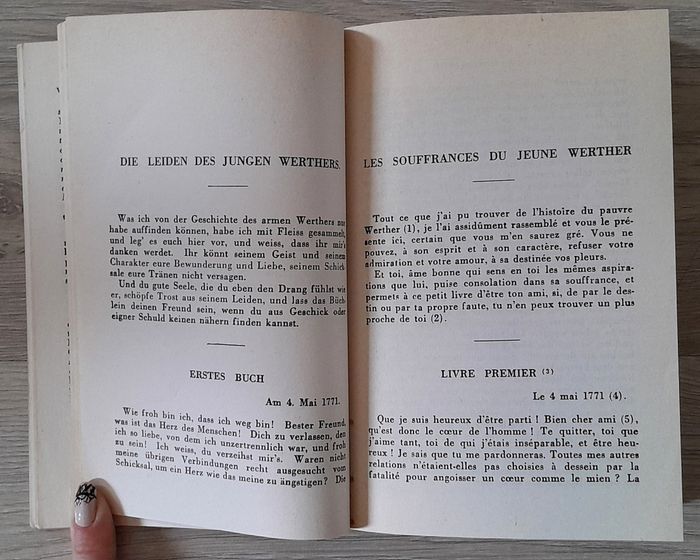 DIE LEIDEN DES JUNGEN WERTHERS.
Was ich von der Geschichte des armen Werthers nur
habe auffinden können, habe ich mit Fleiss gesammelt,
und leg' es euch hier vor, und weiss, dass ihr mir's
danken werdet. Ihr könnt seinem Geist und seinem
Charakter eure Bewunderung und Liebe, seinem Schick-
sale eure Tränen nicht versagen.
Und du gute Seele, die du eben den Drang fühlst wie
er, schöpfe Trost aus seinem Leiden, und lass das Büch-
lein deinen Freund sein, wenn du aus Geschick oder
eigner Schuld keinen nähern finden kannst.
ERSTES BUCH
Am 4. Mai 1771.
Wie froh bin ich, dass ich weg bin! Bester Freund,
was ist das Herz des Menschen! Dich zu verlassen, den
ich so liebe, von dem ich unzertrennlich war, und froh
zu sein! Ich weiss, du verzeihst mir's. Waren nicht
meine übrigen Verbindungen recht ausgesucht vom
Schicksal, um ein Herz wie das meine zu ängstigen? Die
LES SOUFFRANCES DU JEUNE WERTHER
Tout ce que j'ai pu trouver de l'histoire du pauvre
Werther (1), je l'ai assidûment rassemblé et vous le pré-
sente ici, certain que vous m'en saurez gré. Vous ne
pouvez, à son esprit et à son caractère, refuser votre
admiration et votre amour, à sa destinée vos pleurs.
Et toi, âme bonne qui sens en toi les mêmes aspira-
tions que lui, puise consolation dans sa souffrance, et
permets à ce petit livre d'être ton ami, si, de par le des-
tin ou par ta propre faute, tu n'en peux trouver un plus
proche de toi (2).
LIVRE PREMIER (3)
Le 4 mai 1771 (4).
Que je suis heureux d'être parti ! Bien cher ami (5),
qu'est donc le cœur de l'homme ! Te quitter, toi que
j'aime tant, toi de qui j'étais inséparable, et être heu-
reux ! Je sais que tu me pardonneras. Toutes mes autres
relations n'étaient-elles pas choisies à dessein par la
fatalité pour angoisser un cœur comme le mien ? La